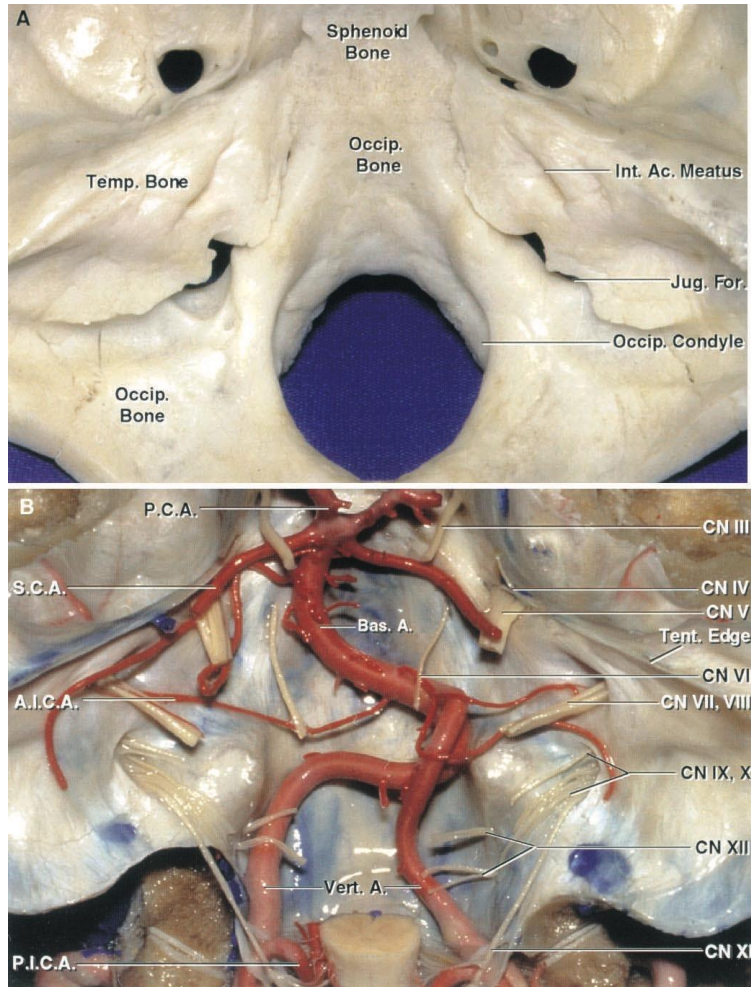 A
Sphenoid
Bone
Occip.
Bone
Temp. Bone
Int. Ac. Meatus
Jug. For.
Occip. Condyle
Occip.
Bone
B
P.C.A.
CN III
S.C.A.
CN IV
CN V
Bas. A.
Tent. Edge
CN VI
A.I.C.A.
CN VII, VIII
CN IX, X
CN XII
Vert. A.
CN XI
P.I.C.A.